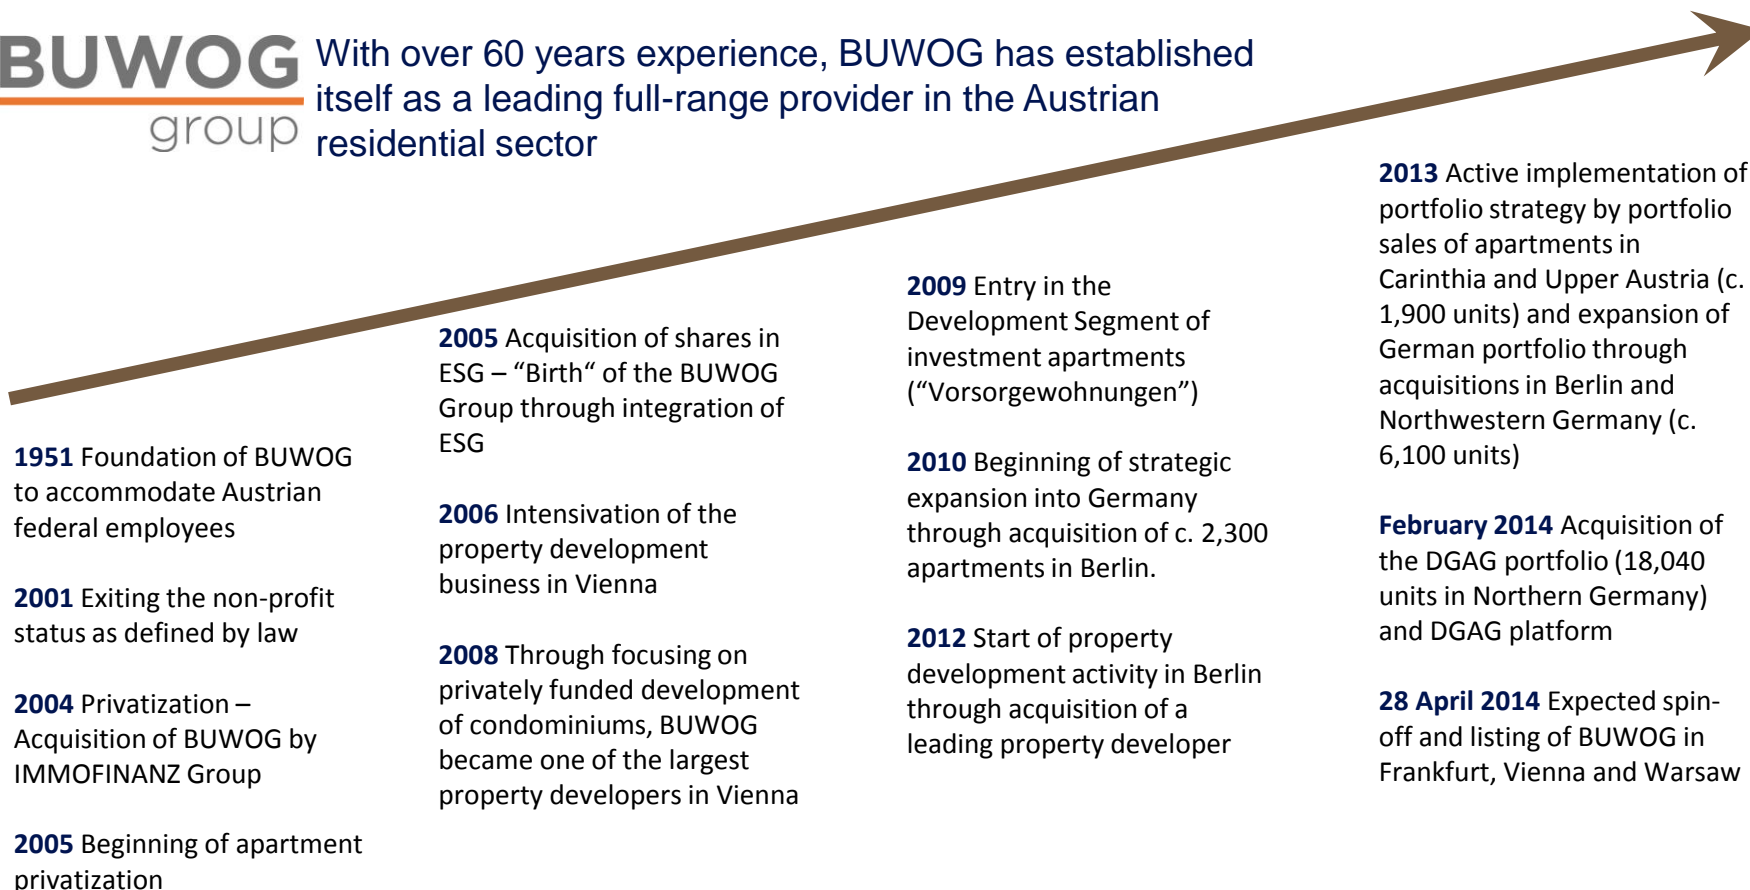 BUWOG
group
With over 60 years experience, BUWOG has established
itself as a leading full-range provider in the Austrian
residential sector
1951 Foundation of BUWOG
to accommodate Austrian
federal employees
2001 Exiting the non-profit
status as defined by law
2004 Privatization –
Acquisition of BUWOG by
IMMOFINANZ Group
2005 Beginning of apartment
privatization
2005 Acquisition of shares in
ESG – “Birth“ of the BUWOG
Group through integration of
ESG
2006 Intensivation of the
property development
business in Vienna
2008 Through focusing on
privately funded development
of condominiums, BUWOG
became one of the largest
property developers in Vienna
2009 Entry in the
Development Segment of
investment apartments
(“Vorsorgewohnungen”)
2010 Beginning of strategic
expansion into Germany
through acquisition of c. 2,300
apartments in Berlin.
2012 Start of property
development activity in Berlin
through acquisition of a
leading property developer
2013 Active implementation of
portfolio strategy by portfolio
sales of apartments in
Carinthia and Upper Austria (c.
1,900 units) and expansion of
German portfolio through
acquisitions in Berlin and
Northwestern Germany (c.
6,100 units)
February 2014 Acquisition of
the DGAG portfolio (18,040
units in Northern Germany)
and DGAG platform
28 April 2014 Expected spin-
off and listing of BUWOG in
Frankfurt, Vienna and Warsaw